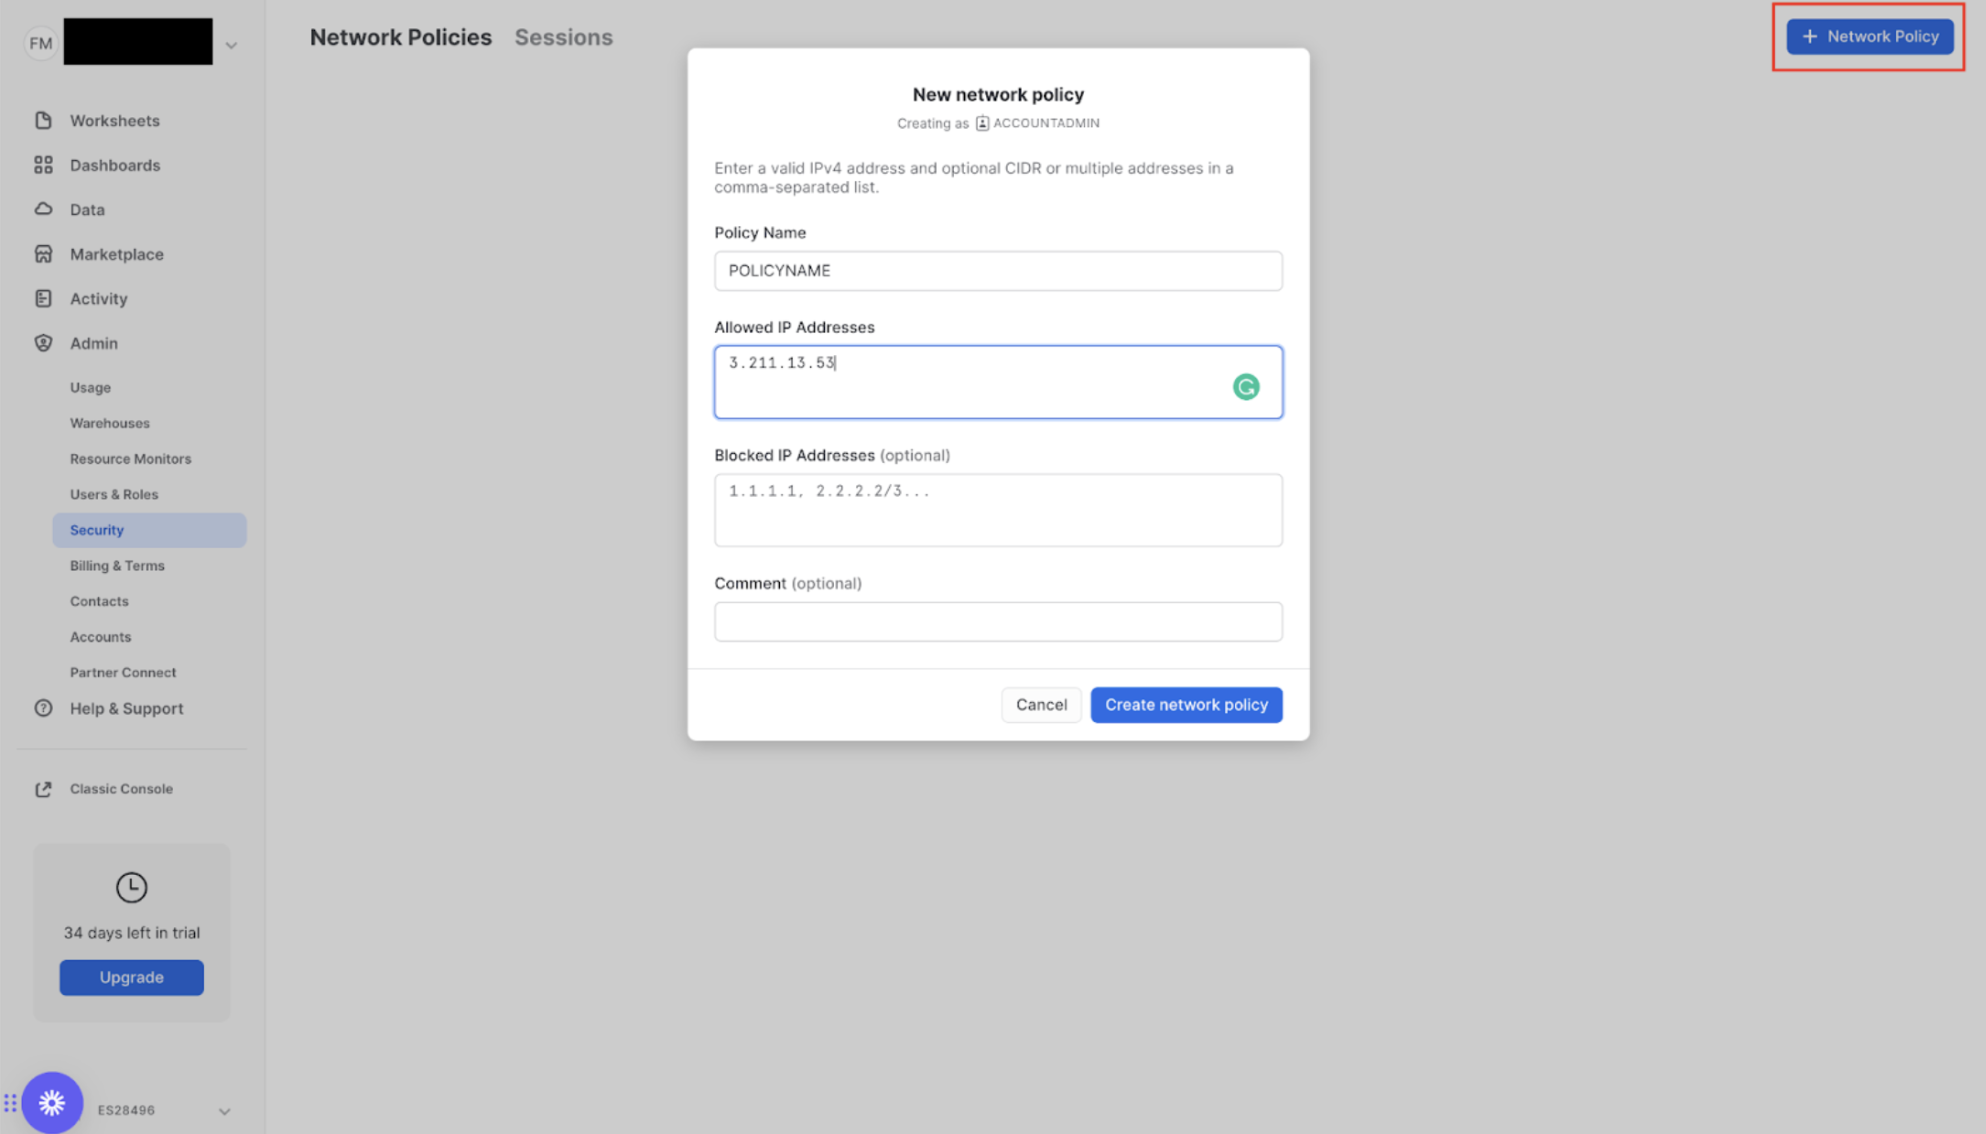 FM
Worksheets
Dashboards
Data
Marketplace
Activity
Admin
Usage
Warehouses
Resource Monitors
Users & Roles
Security
Billing & Terms
Contacts
Accounts
Partner Connect
Help & Support
Classic Console
34 days left in trial
Upgrade
ES28496
Network Policies Sessions
+ Network Policy
New network policy
Creating as ACCOUNTADMIN
Enter a valid IPv4 address and optional CIDR or multiple addresses in a
comma-separated list.
Policy Name
POLICYNAME
Allowed IP Addresses
3.211.13.53
Blocked IP Addresses (optional)
1.1.1.1, 2.2.2.2/3...
Comment (optional)
Cancel Create network policy